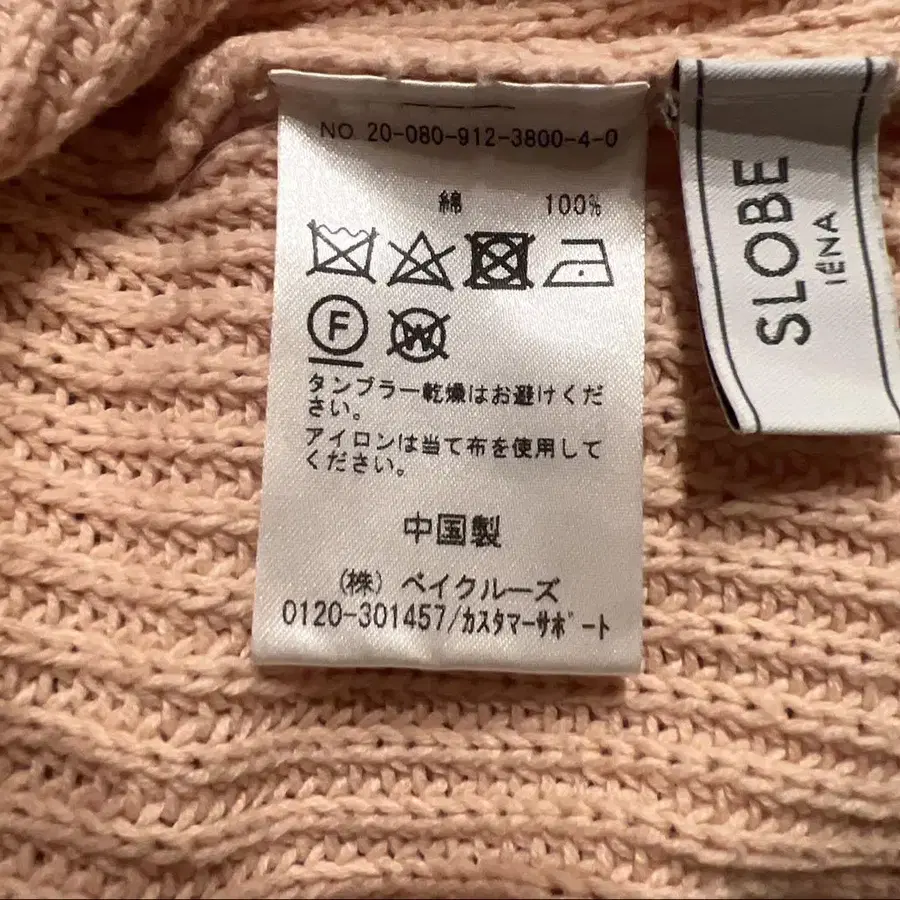 NO. 20-080-912-3800-4-0
綿 100%
F
W
タンブラー乾燥はお避けくだ
さい。
アイロンは当て布を使用して
ください。
中国製
(株) ベイクルーズ
0120-301457/カスタマーサポート
SLOBE
IÉNA